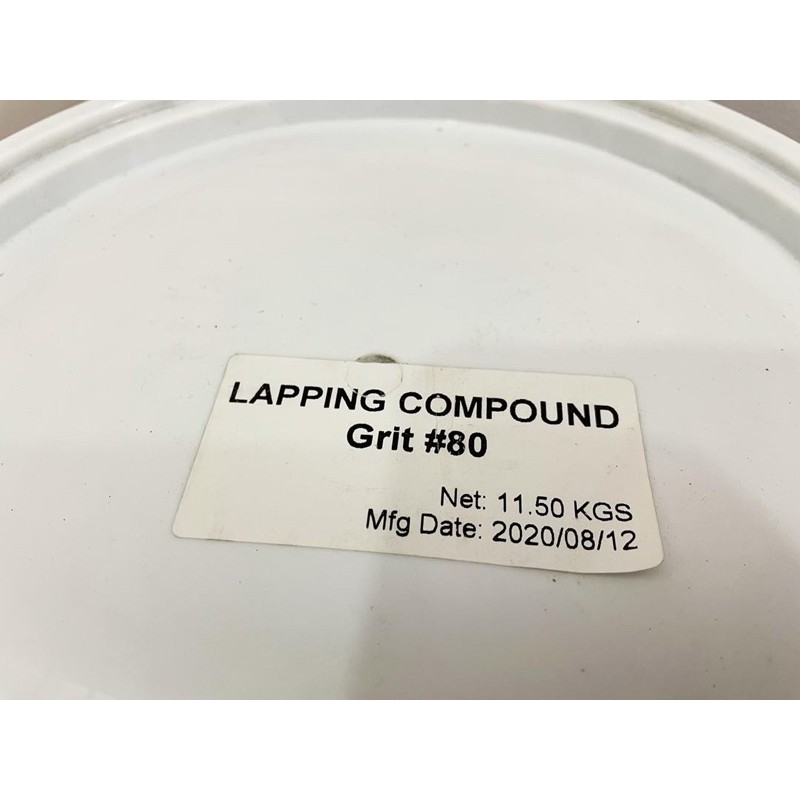 LAPPING COMPOUND
Grit #80
Net: 11.50 KGS
Mfg Date: 2020/08/12